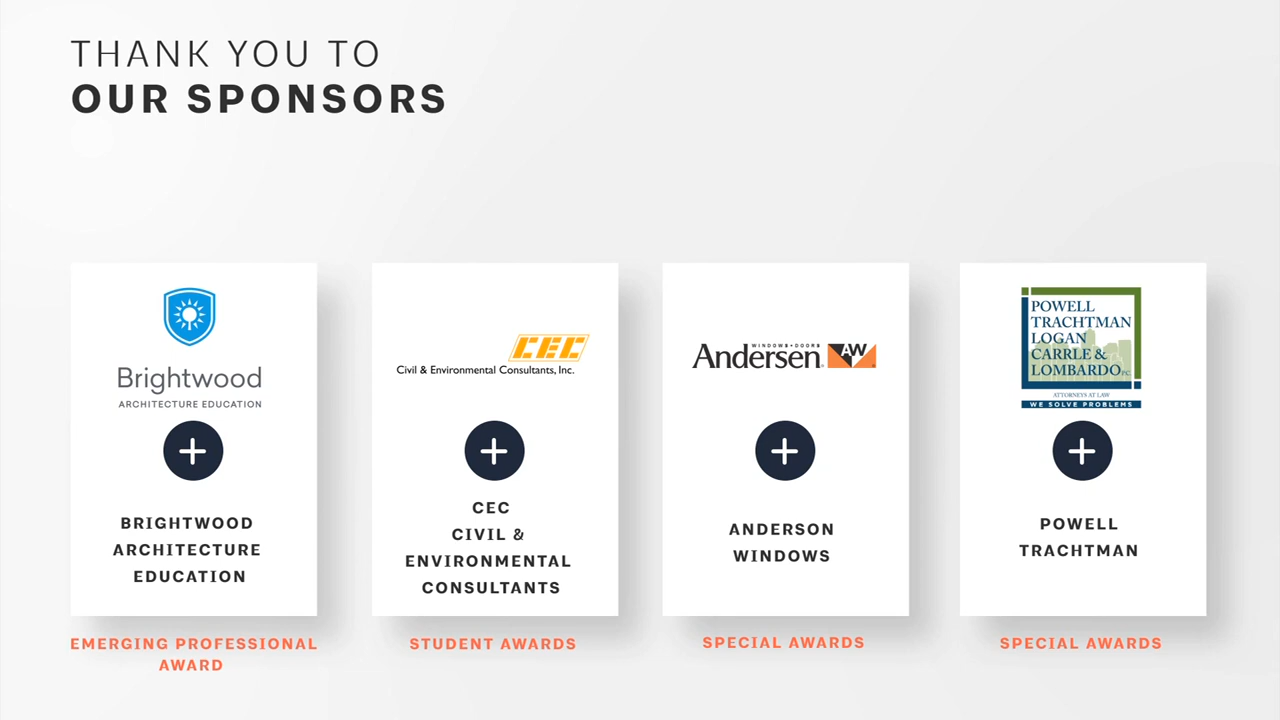 THANK YOU TO
OUR SPONSORS
Brightwood
ARCHITECTURE EDUCATION
BRIGHTWOOD
ARCHITECTURE
EDUCATION
EMERGING PROFESSIONAL
AWARD
CEC
Civil & Environmental Consultants, Inc.
CEC
CIVIL &
ENVIRONMENTAL
CONSULTANTS
STUDENT AWARDS
WINDOWS • DOORS
Andersen® AW
ANDERSON
WINDOWS
SPECIAL AWARDS
POWELL
TRACHTMAN
LOGAN
CARRLE &
LOMBARDO PC
ATTORNEYS AT LAW
WE SOLVE PROBLEMS
POWELL
TRACHTMAN
SPECIAL AWARDS